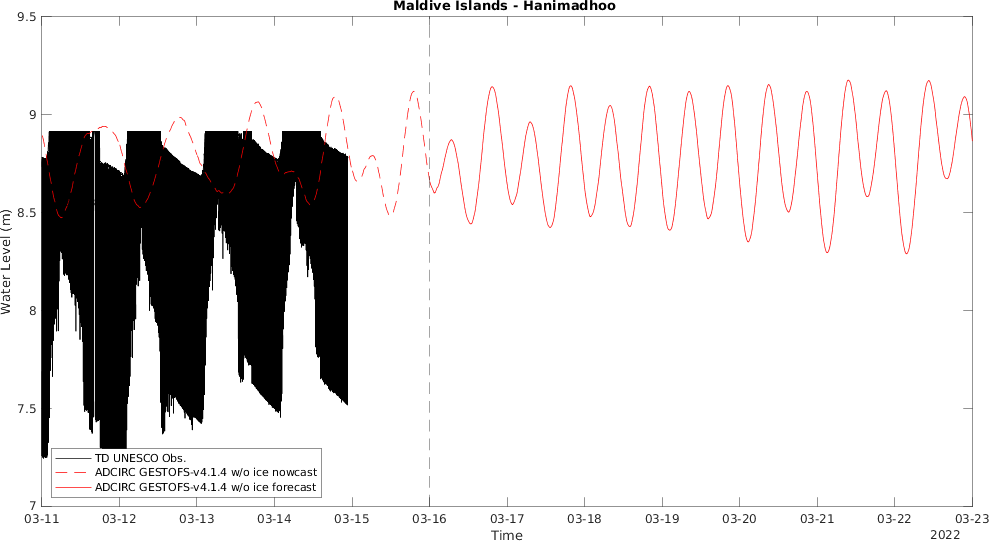 Maldive Islands - Hanimadhoo
9.5
9
8.5
8
7.5
7
Water Level (m)
TD UNESCO Obs.
ADCIRC GESTOFS-v4.1.4 w/o ice nowcast
ADCIRC GESTOFS-v4.1.4 w/o ice forecast
03-11 03-12 03-13 03-14 03-15 03-16 03-17 03-18 03-19 03-20 03-21 03-22 03-23
Time
2022